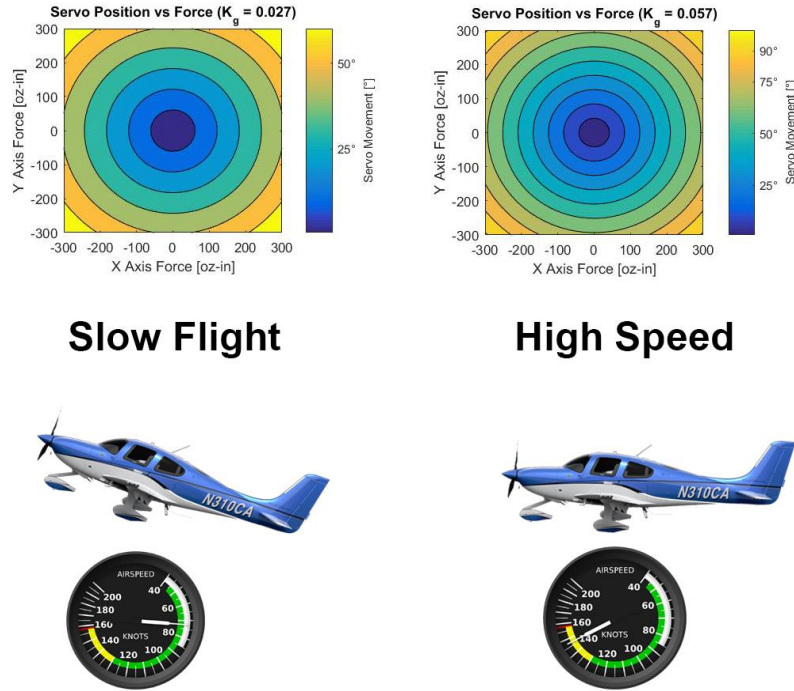 Servo Position vs Force (K_g = 0.027)
300
200
100
0
-100
-200
-300
-300 -200 -100 0 100 200 300
Y Axis Force [oz-in]
X Axis Force [oz-in]
50°
25°
Servo Movement [°]
Servo Position vs Force (K_g = 0.057)
300
200
100
0
-100
-200
-300
-300 -200 -100 0 100 200 300
Y Axis Force [oz-in]
X Axis Force [oz-in]
90°
75°
50°
25°
Servo Movement [°]
Slow Flight
High Speed
N310CA
N310CA
AIRSPEED
40
60
80
100
120
140
160
180
200
KNOTS
AIRSPEED
40
60
80
100
120
140
160
180
200
KNOTS